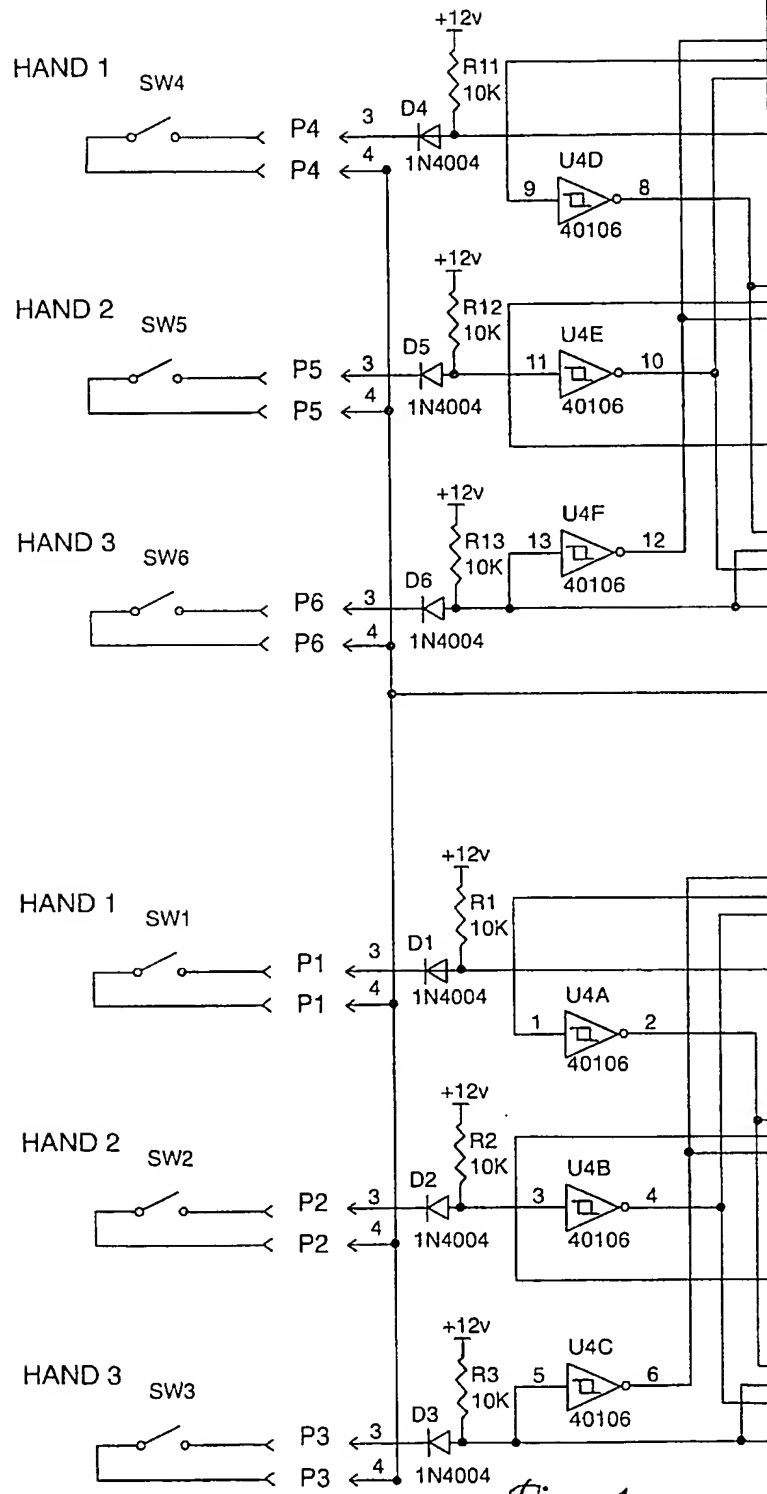 +12v
HAND 1
SW4
R11
10K
P4
3
D4
P4
4
1N4004
U4D
9
8
40106
+12v
HAND 2
SW5
R12
10K
P5
3
D5
U4E
11
10
P5
4
1N4004
40106
+12v
HAND 3
SW6
R13
10K
U4F
13
12
40106
P6
3
D6
P6
4
1N4004
+12v
HAND 1
SW1
R1
10K
P1
3
D1
P1
4
1N4004
U4A
1
2
40106
+12v
HAND 2
SW2
R2
10K
P2
3
D2
U4B
3
4
P2
4
1N4004
40106
+12v
HAND 3
SW3
R3
10K
U4C
5
6
40106
P3
3
D3
P3
4
1N4004